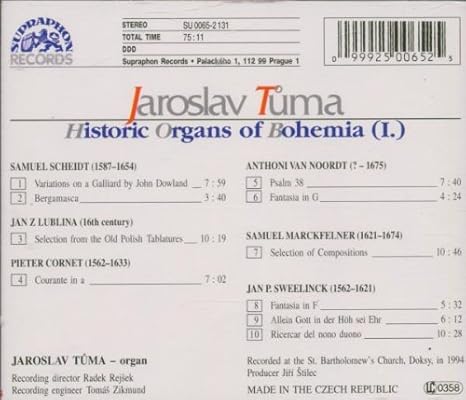 SUPRAPHON
RECORDS
STEREO SU 0065-2 131
TOTAL TIME 75:11
DDD
Supraphon Records • Palackého 1, 112 99 Prague 1
0 99925 00652 5
Jaroslav Tůma
Historic Organs of Bohemia (I.)
SAMUEL SCHEIDT (1587–1654)
1 Variations on a Galliard by John Dowland – 7 : 59
2 Bergamasca – 3 : 40
JAN Z LUBLINA (16th century)
3 Selection from the Old Polish Tablatures – 10 : 19
PIETER CORNET (1562–1633)
4 Courante in a – 7 : 02
ANTHONI VAN NOORDT (? – 1675)
5 Psalm 38 – 7 : 40
6 Fantasia in G – 4 : 24
SAMUEL MARCKFELNER (1621–1674)
7 Selection of Compositions – 10 : 46
JAN P. SWEELINCK (1562–1621)
8 Fantasia in F – 5 : 32
9 Allein Gott in der Höh sei Ehr – 6 : 12
10 Ricercar del nono duono – 10 : 28
JAROSLAV TŮMA – organ
Recording director Radek Rejšek
Recording engineer Tomáš Zikmund
Recorded at the St. Bartholomew's Church, Doksy, in 1994
Producer Jiří Štilec
MADE IN THE CZECH REPUBLIC
LC 0358